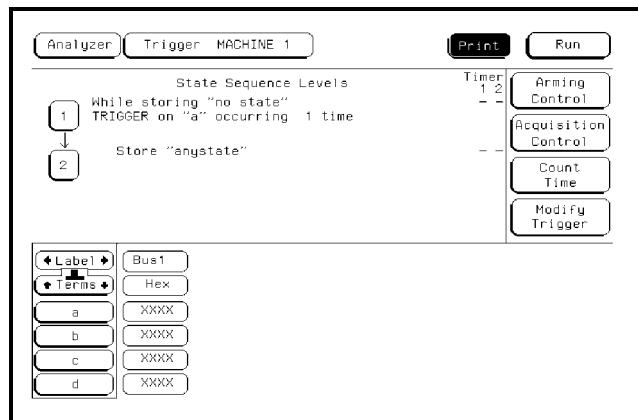 Analyzer Trigger MACHINE 1 Print Run
State Sequence Levels Timer
1 2
While storing "no state" - -
1 TRIGGER on "a" occurring 1 time
2 Store "anystate" - -
Arming
Control
Acquisition
Control
Count
Time
Modify
Trigger
Label Bus1
Terms Hex
a XXXX
b XXXX
c XXXX
d XXXX